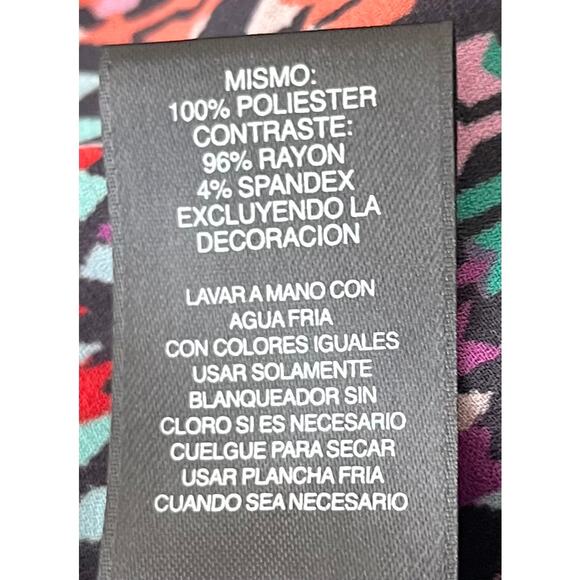 MISMO:
100% POLIESTER
CONTRASTE:
96% RAYON
4% SPANDEX
EXCLUYENDO LA
DECORACION
LAVAR A MANO CON
AGUA FRIA
CON COLORES IGUALES
USAR SOLAMENTE
BLANQUEADOR SIN
CLORO SI ES NECESARIO
CUELGUE PARA SECAR
USAR PLANCHA FRIA
CUANDO SEA NECESARIO